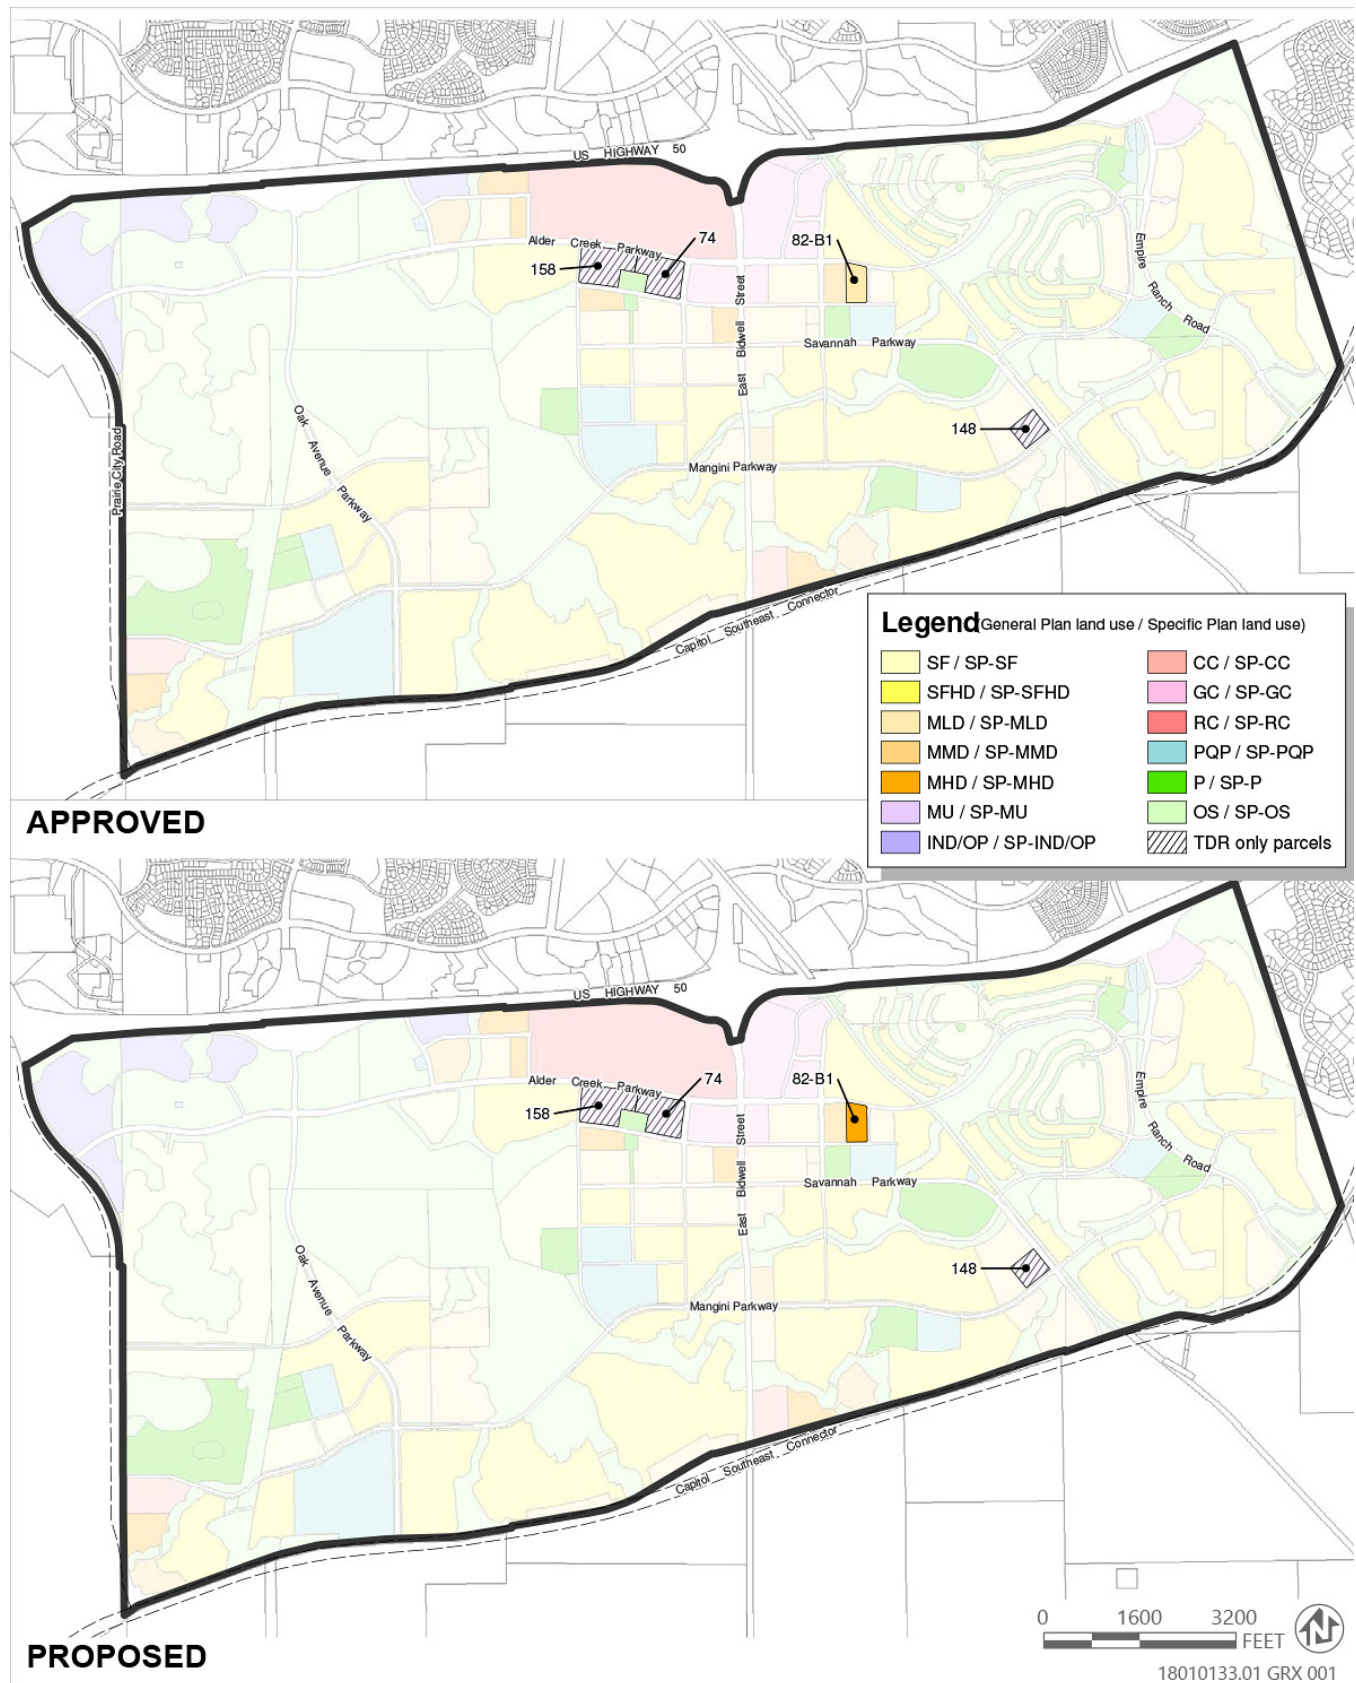 US HIGHWAY 50
Alder Creek Parkway
74
158
82-B1
East Bidwell Street
Empire Ranch Road
Savannah Parkway
Oak Avenue Parkway
148
Prairie City Road
Mangini Parkway
Capitol Southeast Connector
Legend (General Plan land use / Specific Plan land use)
SF / SP-SF
SFHD / SP-SFHD
MLD / SP-MLD
MMD / SP-MMD
MHD / SP-MHD
MU / SP-MU
IND/OP / SP-IND/OP
CC / SP-CC
GC / SP-GC
RC / SP-RC
PQP / SP-PQP
P / SP-P
OS / SP-OS
TDR only parcels
APPROVED
US HIGHWAY 50
Alder Creek Parkway
74
158
82-B1
East Bidwell Street
Empire Ranch Road
Savannah Parkway
Oak Avenue Parkway
148
Mangini Parkway
Capitol Southeast Connector
PROPOSED
0 1600 3200
FEET
N
18010133.01 GRX 001